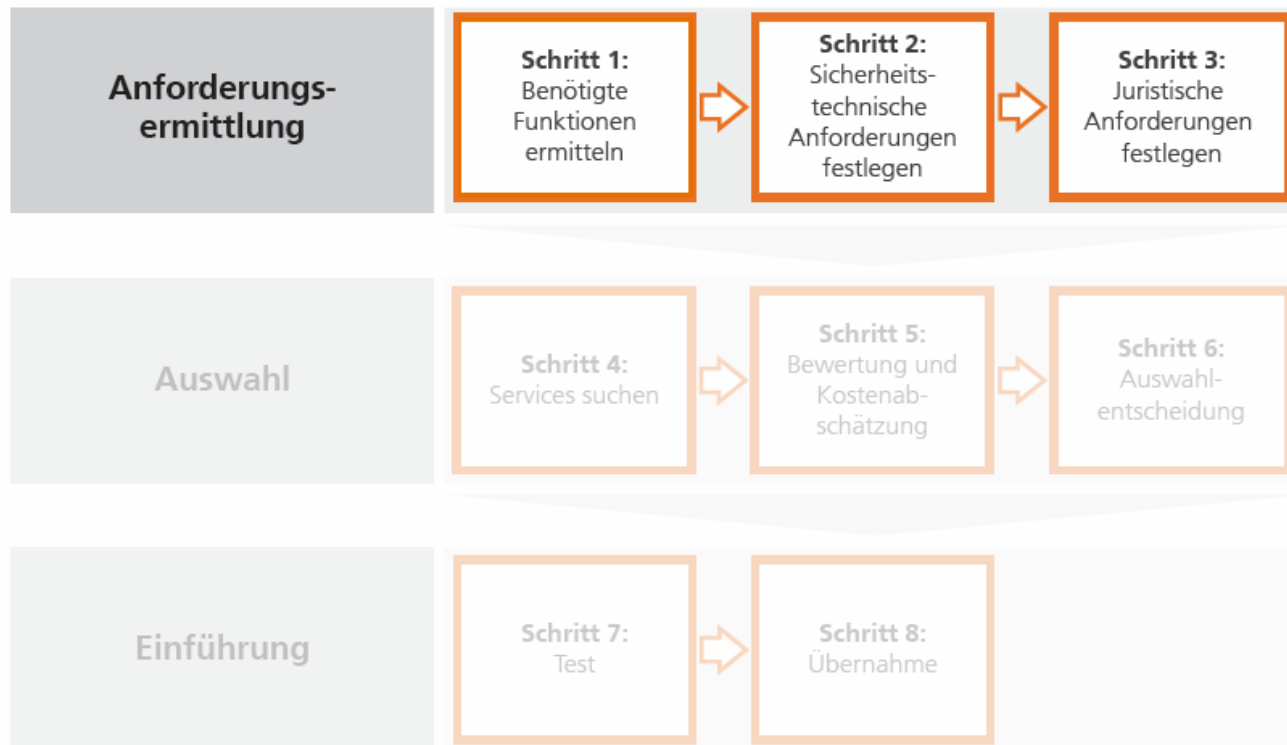 Anforderungs-
ermittlung
Schritt 1:
Benötigte
Funktionen
ermitteln
Schritt 2:
Sicherheits-
technische
Anforderungen
festlegen
Schritt 3:
Juristische
Anforderungen
festlegen
Auswahl
Schritt 4:
Services suchen
Schritt 5:
Bewertung und
Kostenab-
schätzung
Schritt 6:
Auswahl-
entscheidung
Einführung
Schritt 7:
Test
Schritt 8:
Übernahme